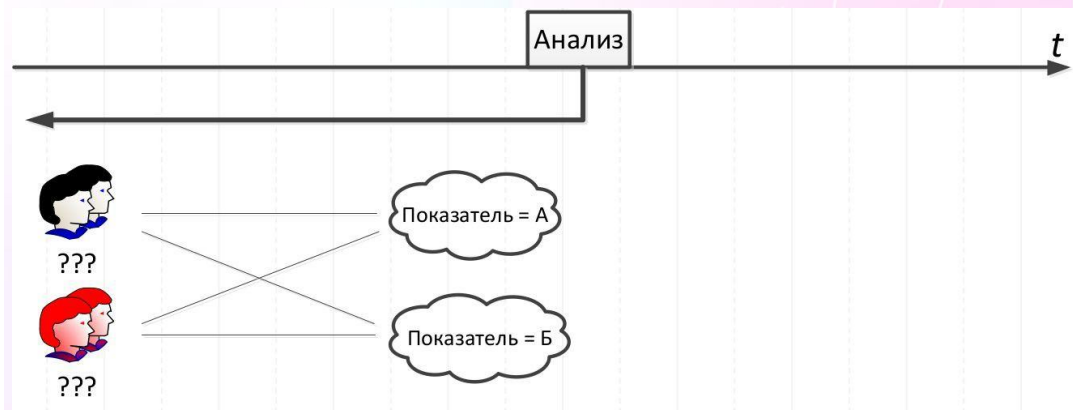 Анализ
t
Показатель = А
???
Показатель = Б
???